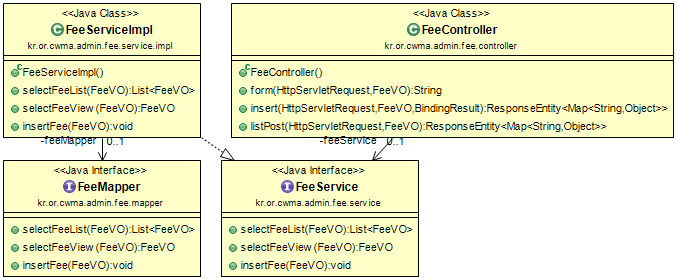 <<Java Class>>
FeeServiceImpl
kr.or.cwma.admin.fee.service.impl
FeeServiceImpl()
selectFeeList(FeeVO):List<FeeVO>
selectFeeView (FeeVO):FeeVO
insertFee(FeeVO):void
<<Java Class>>
FeeController
kr.or.cwma.admin.fee.controller
FeeController()
form(HttpServletRequest,FeeVO):String
insert(HttpServletRequest,FeeVO,BindingResult):ResponseEntity<Map<String,Object>>
listPost(HttpServletRequest,FeeVO):ResponseEntity<Map<String,Object>>
-feeMapper 0..1
-feeService 0..1
<<Java Interface>>
FeeMapper
kr.or.cwma.admin.fee.mapper
selectFeeList(FeeVO):List<FeeVO>
selectFeeView (FeeVO):FeeVO
insertFee(FeeVO):void
<<Java Interface>>
FeeService
kr.or.cwma.admin.fee.service
selectFeeList(FeeVO):List<FeeVO>
selectFeeView (FeeVO):FeeVO
insertFee(FeeVO):void